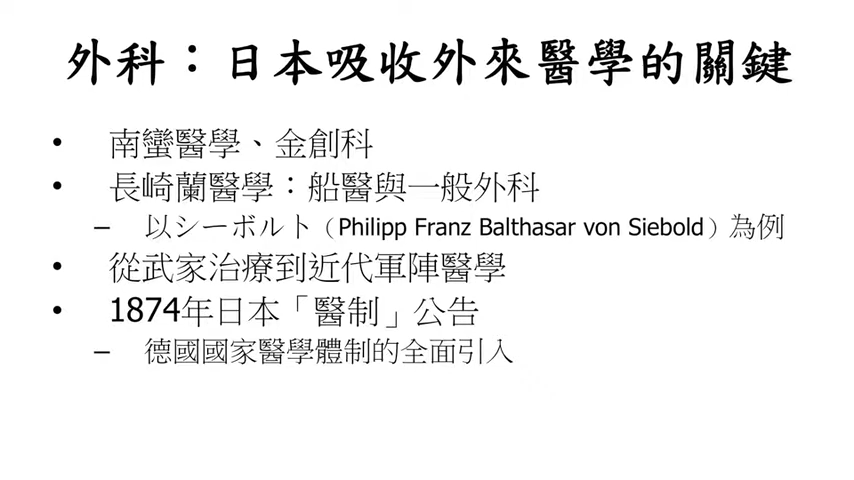 外科：日本吸收外來醫學的關鍵
• 南蠻醫學、金創科
• 長崎蘭醫學：船醫與一般外科
– 以シーボルト（Philipp Franz Balthasar von Siebold）為例
• 從武家治療到近代軍陣醫學
• 1874年日本「醫制」公告
– 德國國家醫學體制的全面引入